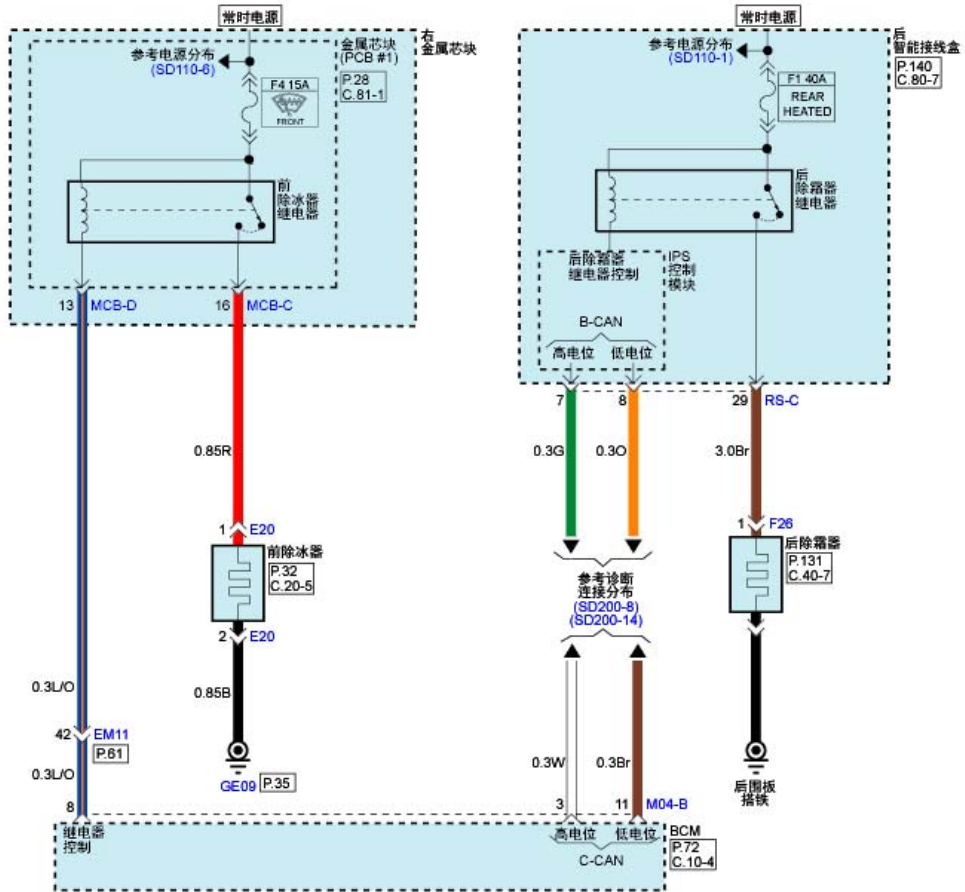 常时电源
常时电源
右
金属芯块
后
智能接线盒
P.140
C.80-7
参考电源分布
(SD110-6)
金属芯块
(PCB #1)
P.28
C.81-1
F4 15A
FRONT
参考电源分布
(SD110-1)
F1 40A
REAR
HEATED
前
除冰器
继电器
后
除霜器
继电器
后除霜器
继电器控制
IPS
控制
模块
B-CAN
高电位
低电位
13
MCB-D
16
MCB-C
7
8
29
RS-C
0.85R
0.3G
0.3O
3.0Br
1
E20
前除冰器
P.32
C.20-5
2
E20
1
F26
后除霜器
P.131
C.40-7
参考诊断
连接分布
(SD200-8)
(SD200-14)
0.3L/O
0.85B
42
EM11
P.61
0.3L/O
GE09
P.35
0.3W
0.3Br
后围板
搭铁
8
3
11
M04-B
继电器
控制
高电位
低电位
C-CAN
BCM
P.72
C.10-4